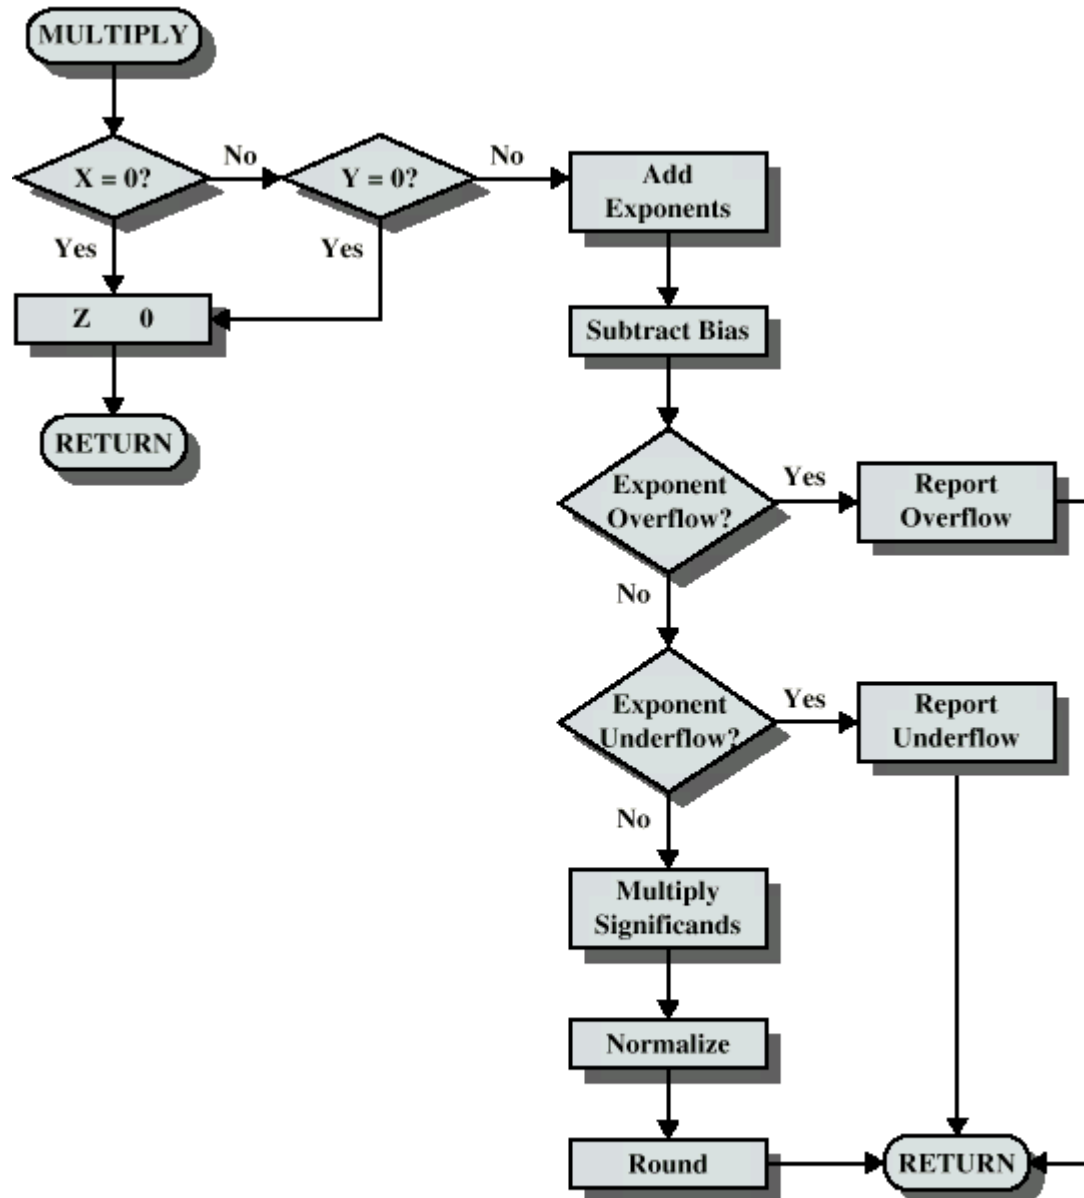 MULTIPLY
X = 0?
No
Y = 0?
No
Add
Exponents
Yes
Yes
Z 0
RETURN
Subtract Bias
Exponent
Overflow?
Yes
Report
Overflow
No
Exponent
Underflow?
Yes
Report
Underflow
No
Multiply
Significands
Normalize
Round
RETURN